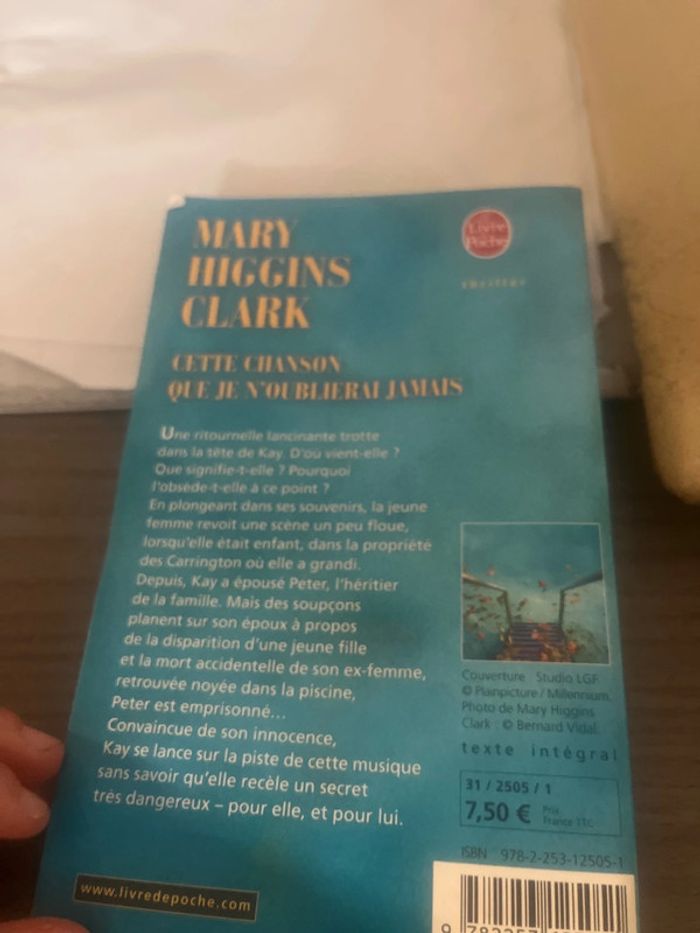 MARY
HIGGINS
CLARK
Le Livre
de Poche
Thriller
CETTE CHANSON
QUE JE N'OUBLIERAI JAMAIS
Une ritournelle lancinante trotte
dans la tête de Kay. D'où vient-elle ?
Que signifie-t-elle ? Pourquoi
l'obsède-t-elle à ce point ?
En plongeant dans ses souvenirs, la jeune
femme revoit une scène un peu floue,
lorsqu'elle était enfant, dans la propriété
des Carrington où elle a grandi.
Depuis, Kay a épousé Peter, l'héritier
de la famille. Mais des soupçons
planent sur son époux à propos
de la disparition d'une jeune fille
et la mort accidentelle de son ex-femme,
retrouvée noyée dans la piscine,
Peter est emprisonné...
Convaincue de son innocence,
Kay se lance sur la piste de cette musique
sans savoir qu'elle recèle un secret
très dangereux – pour elle, et pour lui.
Couverture : Studio LGF.
© Plainpicture / Millennium.
Photo de Mary Higgins
Clark : © Bernard Vidal.
texte intégral
31 / 2505 / 1
7,50 € Prix
France TTC
ISBN 978-2-253-12505-1
www.livredepoche.com